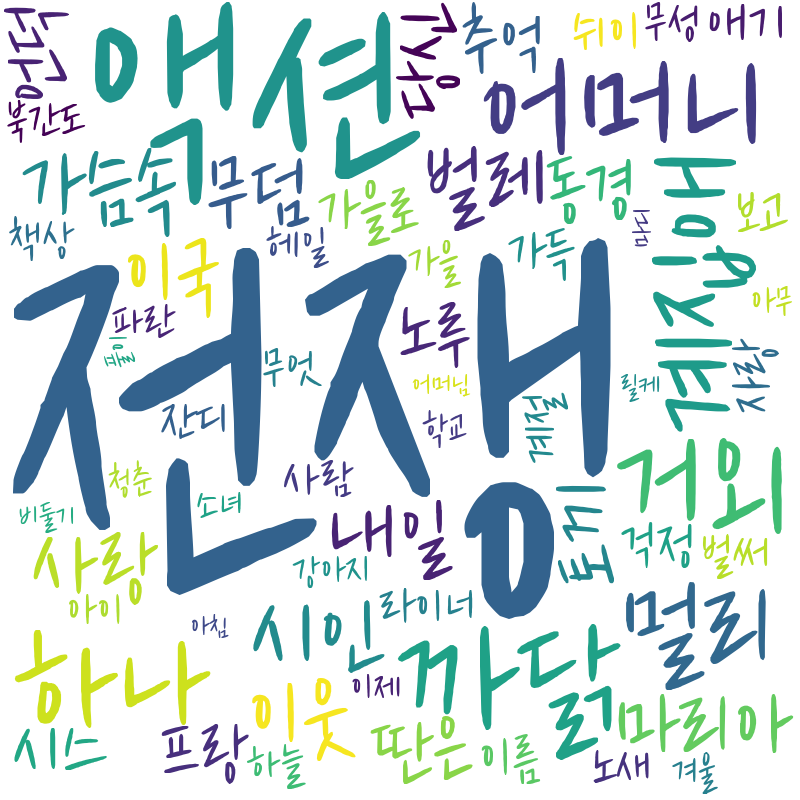 액션
추억
쉬이
무성
애기
북간도
어머니
가슴속
무덤
벌레
동경
보고
책상
헤일
가을로
계집애
이국
가을
가득
아무
파란
노루
전쟁
무엇
어머님
릴케
사랑
잔디
학교
계절
청춘
사람
거외
비둘기
소녀
내일
토끼
걱정
벌써
사랑
강아지
아이
라이너
아침
시인
멀리
하나
까닭
이제
이웃
마리아
시스
프랑
하늘
딴은
이름
노새
겨울